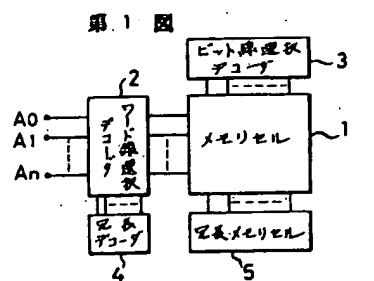 第1図
ビット線選択
デコーダ
3
2
A0
A1
An
ワード線選択
デコーダ
メモリセル
1
冗長
デコーダ
4
冗長メモリセル
5